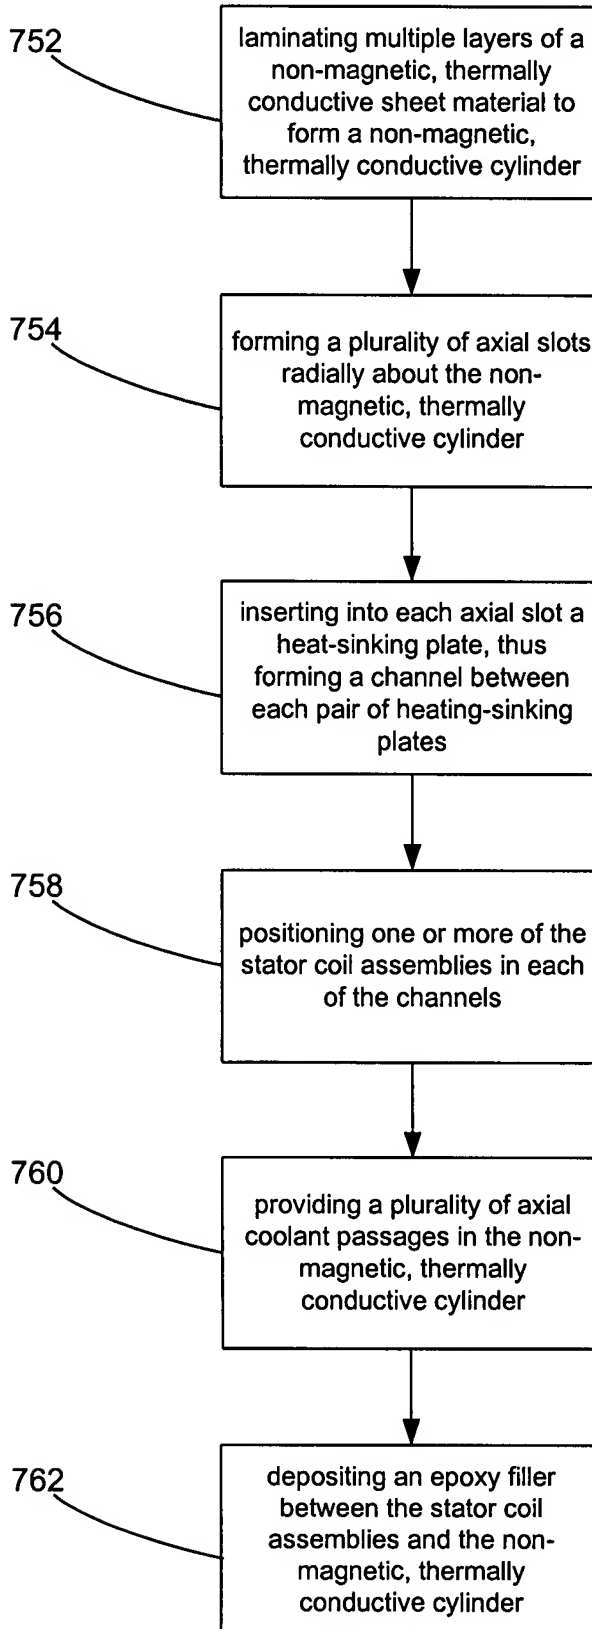 752
laminating multiple layers of a
non-magnetic, thermally
conductive sheet material to
form a non-magnetic,
thermally conductive cylinder
754
forming a plurality of axial slots
radially about the non-
magnetic, thermally
conductive cylinder
756
inserting into each axial slot a
heat-sinking plate, thus
forming a channel between
each pair of heating-sinking
plates
758
positioning one or more of the
stator coil assemblies in each
of the channels
760
providing a plurality of axial
coolant passages in the non-
magnetic, thermally
conductive cylinder
762
depositing an epoxy filler
between the stator coil
assemblies and the non-
magnetic, thermally
conductive cylinder